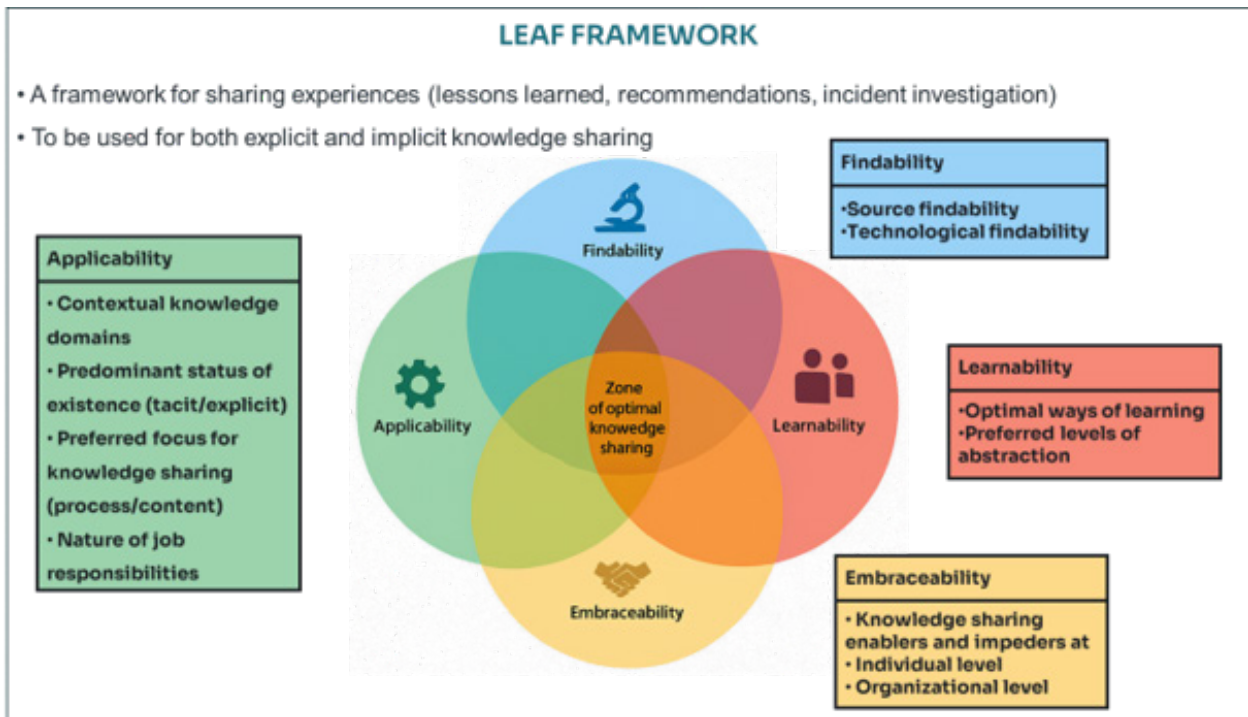 LEAF FRAMEWORK
• A framework for sharing experiences (lessons learned, recommendations, incident investigation)
• To be used for both explicit and implicit knowledge sharing
Findability
•Source findability
•Technological findability
Applicability
• Contextual knowledge
domains
• Predominant status of
existence (tacit/explicit)
• Preferred focus for
knowledge sharing
(process/content)
• Nature of job
responsibilities
Findability
Applicability
Zone
of optimal
knowedge
sharing
Learnability
Embraceability
Learnability
•Optimal ways of learning
•Preferred levels of
abstraction
Embraceability
• Knowledge sharing
enablers and impeders at
• Individual level
• Organizational level